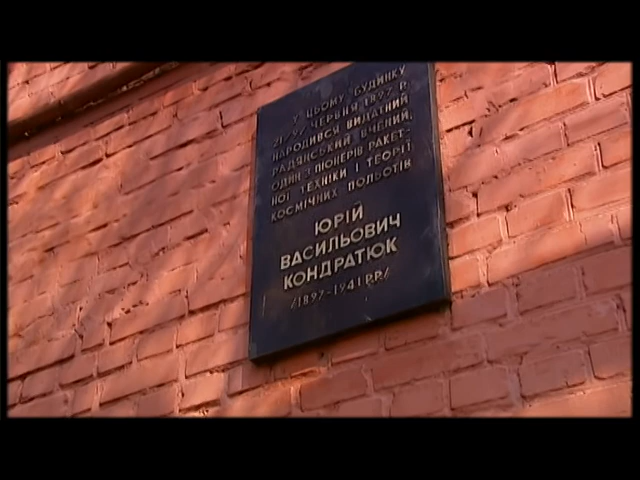 У ЦЬОМУ БУДИНКУ
21/9/ ЧЕРВНЯ 1897 Р.
НАРОДИВСЯ ВИДАТНИЙ
РАДЯНСЬКИЙ ВЧЕНИЙ,
ОДИН З ПІОНЕРІВ РАКЕТ-
НОЇ ТЕХНІКИ І ТЕОРІЇ
КОСМІЧНИХ ПОЛЬОТІВ
ЮРІЙ
ВАСИЛЬОВИЧ
КОНДРАТЮК
/1897-1941 Р.Р./